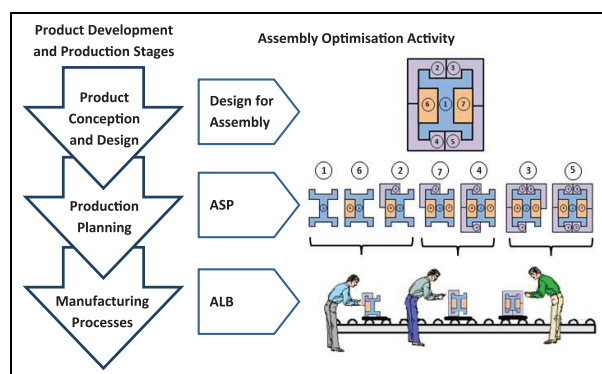 Product Development
and Production Stages
Assembly Optimisation Activity
Product
Conception
and Design
Design for
Assembly
2 3
6 1 7
4 5
Production
Planning
ASP
1 6 2 7 4 3 5
Manufacturing
Processes
ALB